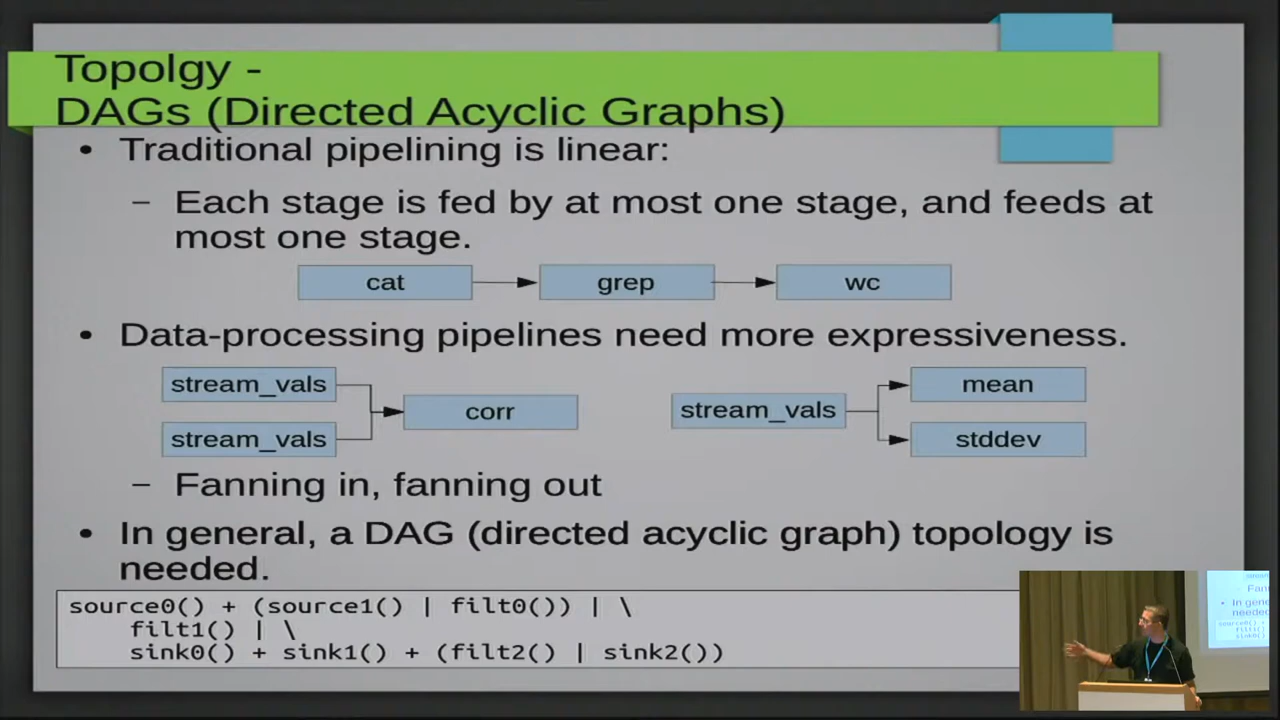 Topolgy -
DAGs (Directed Acyclic Graphs)
• Traditional pipelining is linear:
– Each stage is fed by at most one stage, and feeds at
most one stage.
cat grep wc
• Data-processing pipelines need more expressiveness.
stream_vals
stream_vals
corr
stream_vals
mean
stddev
– Fanning in, fanning out
• In general, a DAG (directed acyclic graph) topology is
needed.
source0() + (source1() | filt0()) | \
filt1() | \
sink0() + sink1() + (filt2() | sink2())